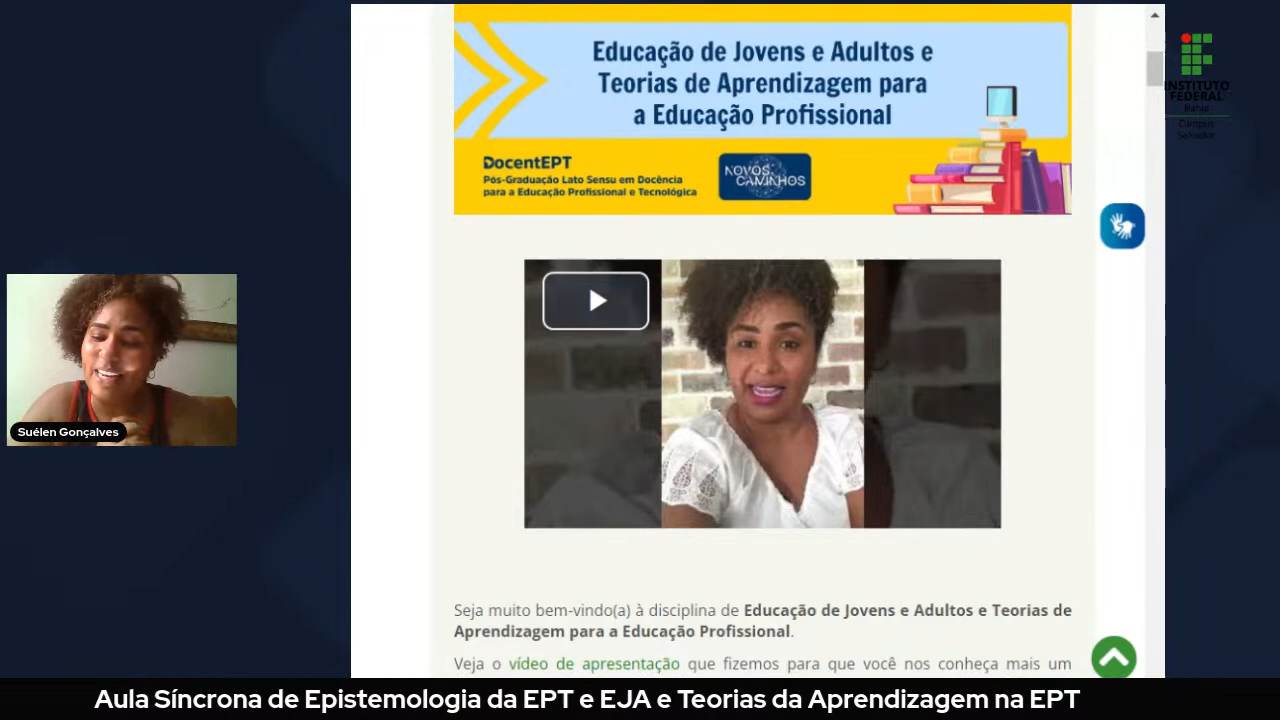 Educação de Jovens e Adultos e
Teorias de Aprendizagem para
a Educação Profissional
DocentEPT
Pós-Graduação Lato Sensu em Docência
para a Educação Profissional e Tecnológica
NOVOS
CAMINHOS
INSTITUTO
FEDERAL
Bahia
Campus
Salvador
Suélen Gonçalves
Seja muito bem-vindo(a) à disciplina de Educação de Jovens e Adultos e Teorias de
Aprendizagem para a Educação Profissional.
Veja o vídeo de apresentação que fizemos para que você nos conheça mais um
Aula Síncrona de Epistemologia da EPT e EJA e Teorias da Aprendizagem na EPT